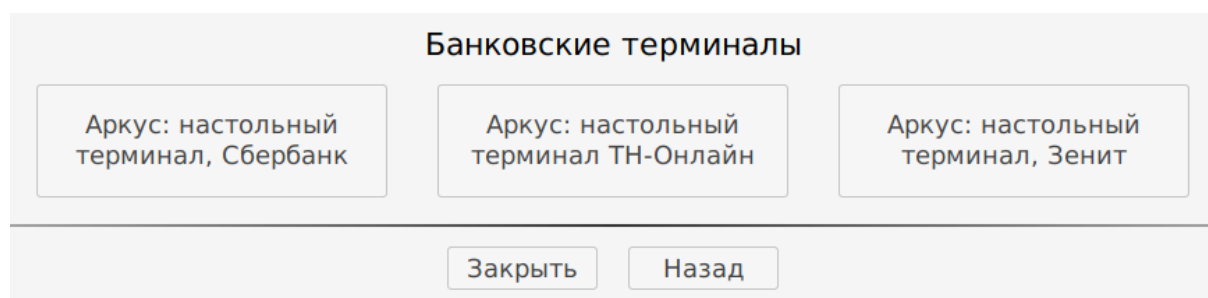 Банковские терминалы
Аркус: настольный
терминал, Сбербанк
Аркус: настольный
терминал ТН-Онлайн
Аркус: настольный
терминал, Зенит
Закрыть
Назад